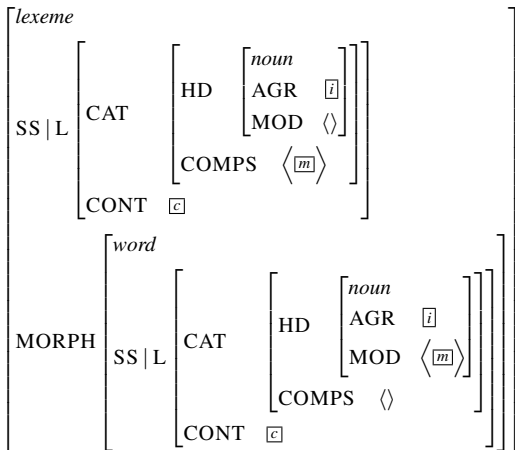 lexeme
SS | L CAT HD noun
AGR i
MOD ⟨⟩
COMPS ⟨ m ⟩
CONT c
MORPH word
SS | L CAT HD noun
AGR i
MOD ⟨ m ⟩
COMPS ⟨⟩
CONT c